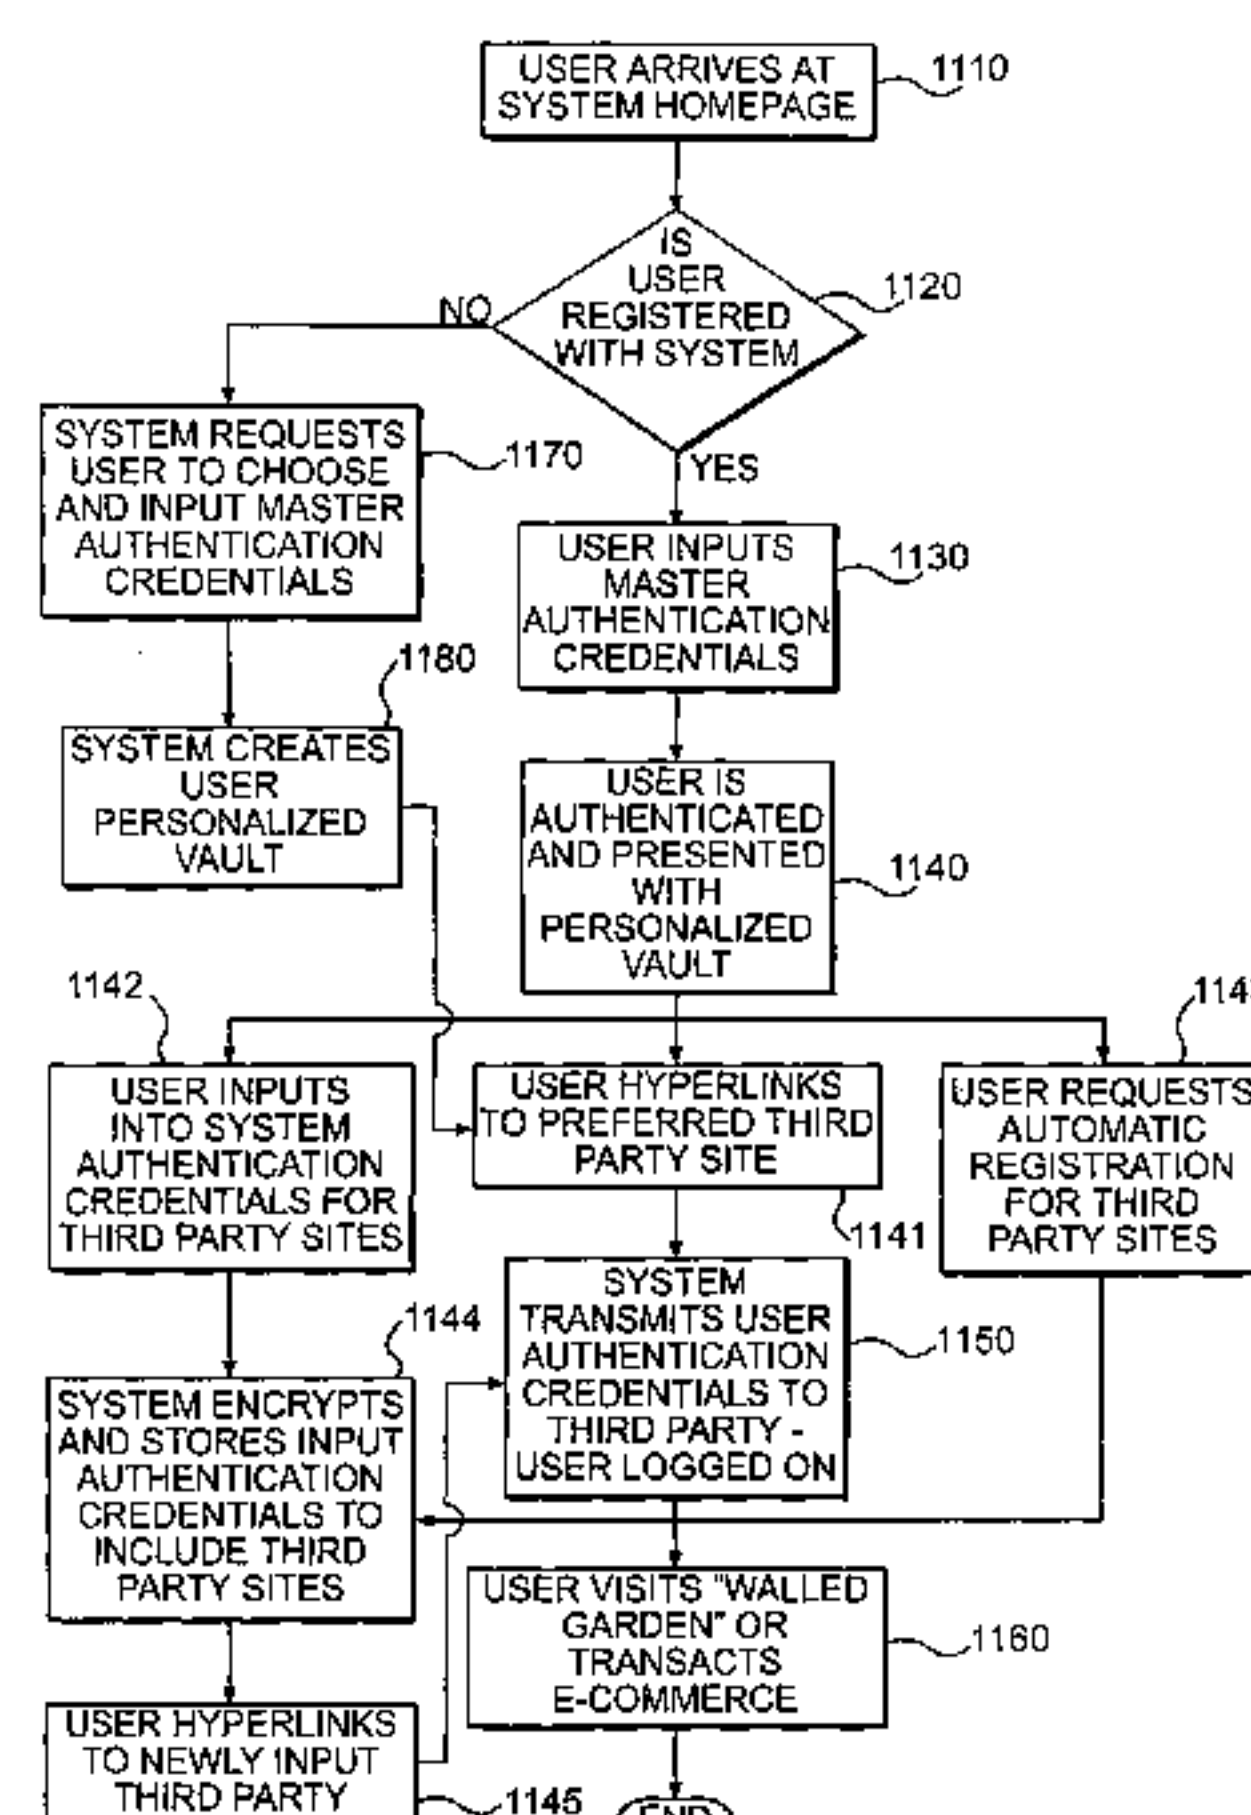 USER ARRIVES AT
SYSTEM HOMEPAGE
1110
IS
USER
REGISTERED
WITH SYSTEM
1120
NO
YES
SYSTEM REQUESTS
USER TO CHOOSE
AND INPUT MASTER
AUTHENTICATION
CREDENTIALS
1170
USER INPUTS
MASTER
AUTHENTICATION
CREDENTIALS
1130
1180
SYSTEM CREATES
USER
PERSONALIZED
VAULT
USER IS
AUTHENTICATED
AND PRESENTED
WITH
PERSONALIZED
VAULT
1140
1142
USER INPUTS
INTO SYSTEM
AUTHENTICATION
CREDENTIALS FOR
THIRD PARTY SITES
USER HYPERLINKS
TO PREFERRED THIRD
PARTY SITE
1141
USER REQUESTS
AUTOMATIC
REGISTRATION
FOR THIRD
PARTY SITES
1144
SYSTEM ENCRYPTS
AND STORES INPUT
AUTHENTICATION
CREDENTIALS TO
INCLUDE THIRD
PARTY SITES
SYSTEM
TRANSMITS USER
AUTHENTICATION
CREDENTIALS TO
THIRD PARTY -
USER LOGGED ON
1150
USER VISITS "WALLED
GARDEN" OR
TRANSACTS
E-COMMERCE
1160
USER HYPERLINKS
TO NEWLY INPUT
THIRD PARTY
1145
END